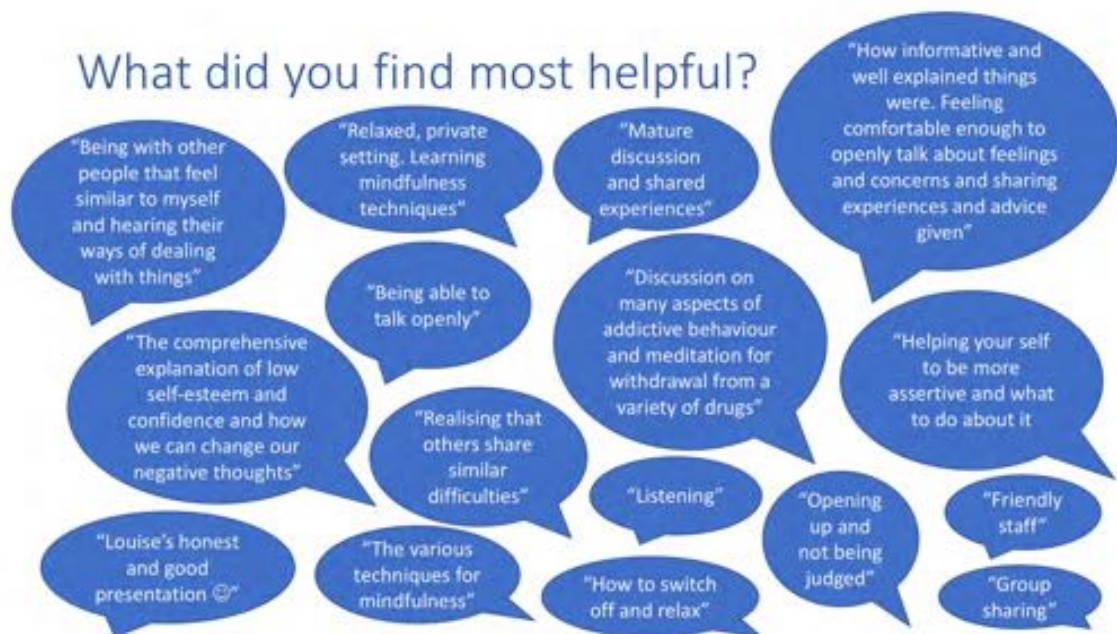 What did you find most helpful?
“Being with other
people that feel
similar to myself
and hearing their
ways of dealing
with things”
“Relaxed, private
setting. Learning
mindfulness
techniques”
“Mature
discussion
and shared
experiences”
“How informative and
well explained things
were. Feeling
comfortable enough to
openly talk about feelings
and concerns and sharing
experiences and advice
given”
“Being able to
talk openly”
“Discussion on
many aspects of
addictive behaviour
and meditation for
withdrawal from a
variety of drugs”
“The comprehensive
explanation of low
self-esteem and
confidence and how
we can change our
negative thoughts”
“Helping your self
to be more
assertive and what
to do about it
“Realising that
others share
similar
difficulties”
“Listening”
“Opening
up and
not being
judged”
“Friendly
staff”
“Louise’s honest
and good
presentation ☺”
“The various
techniques for
mindfulness”
“How to switch
off and relax”
“Group
sharing”